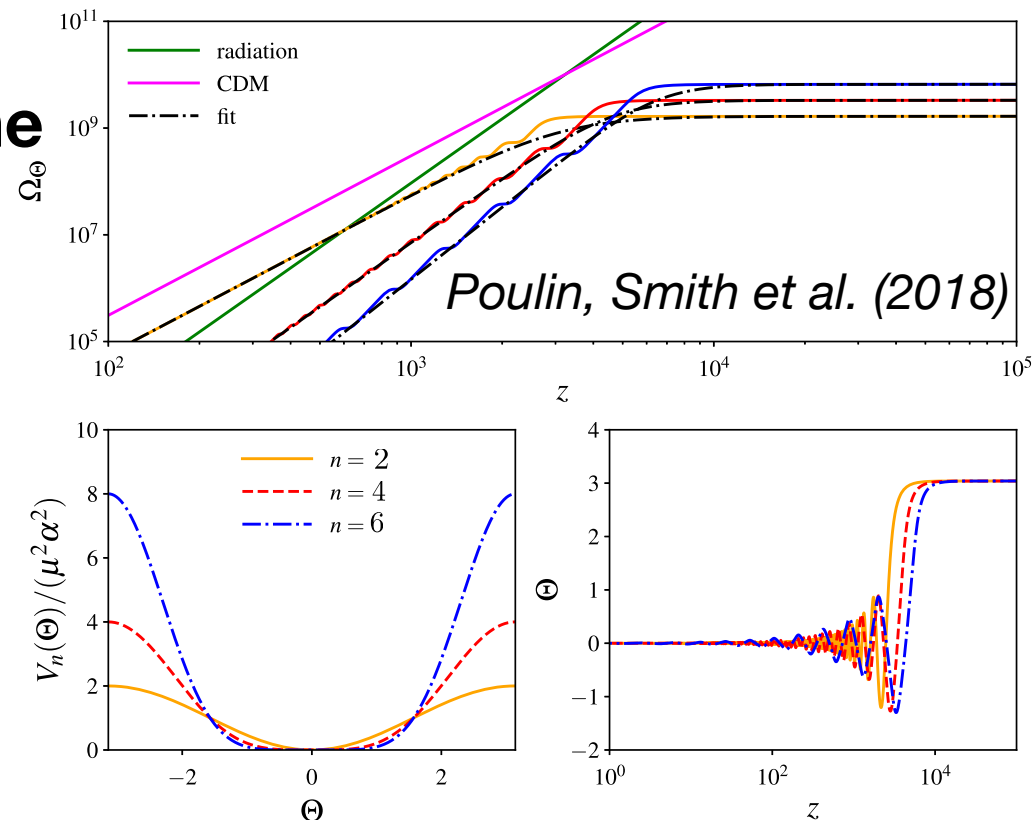 ne
10^11
10^9
10^7
10^5
Ω_Θ
radiation
CDM
fit
Poulin, Smith et al. (2018)
10^2 10^3 10^4 10^5
z
10
8
6
4
2
0
V_n(Θ)/(μ^2α^2)
n = 2
n = 4
n = 6
−2 0 2
Θ
4
3
2
1
0
−1
−2
Θ
10^0 10^2 10^4
z